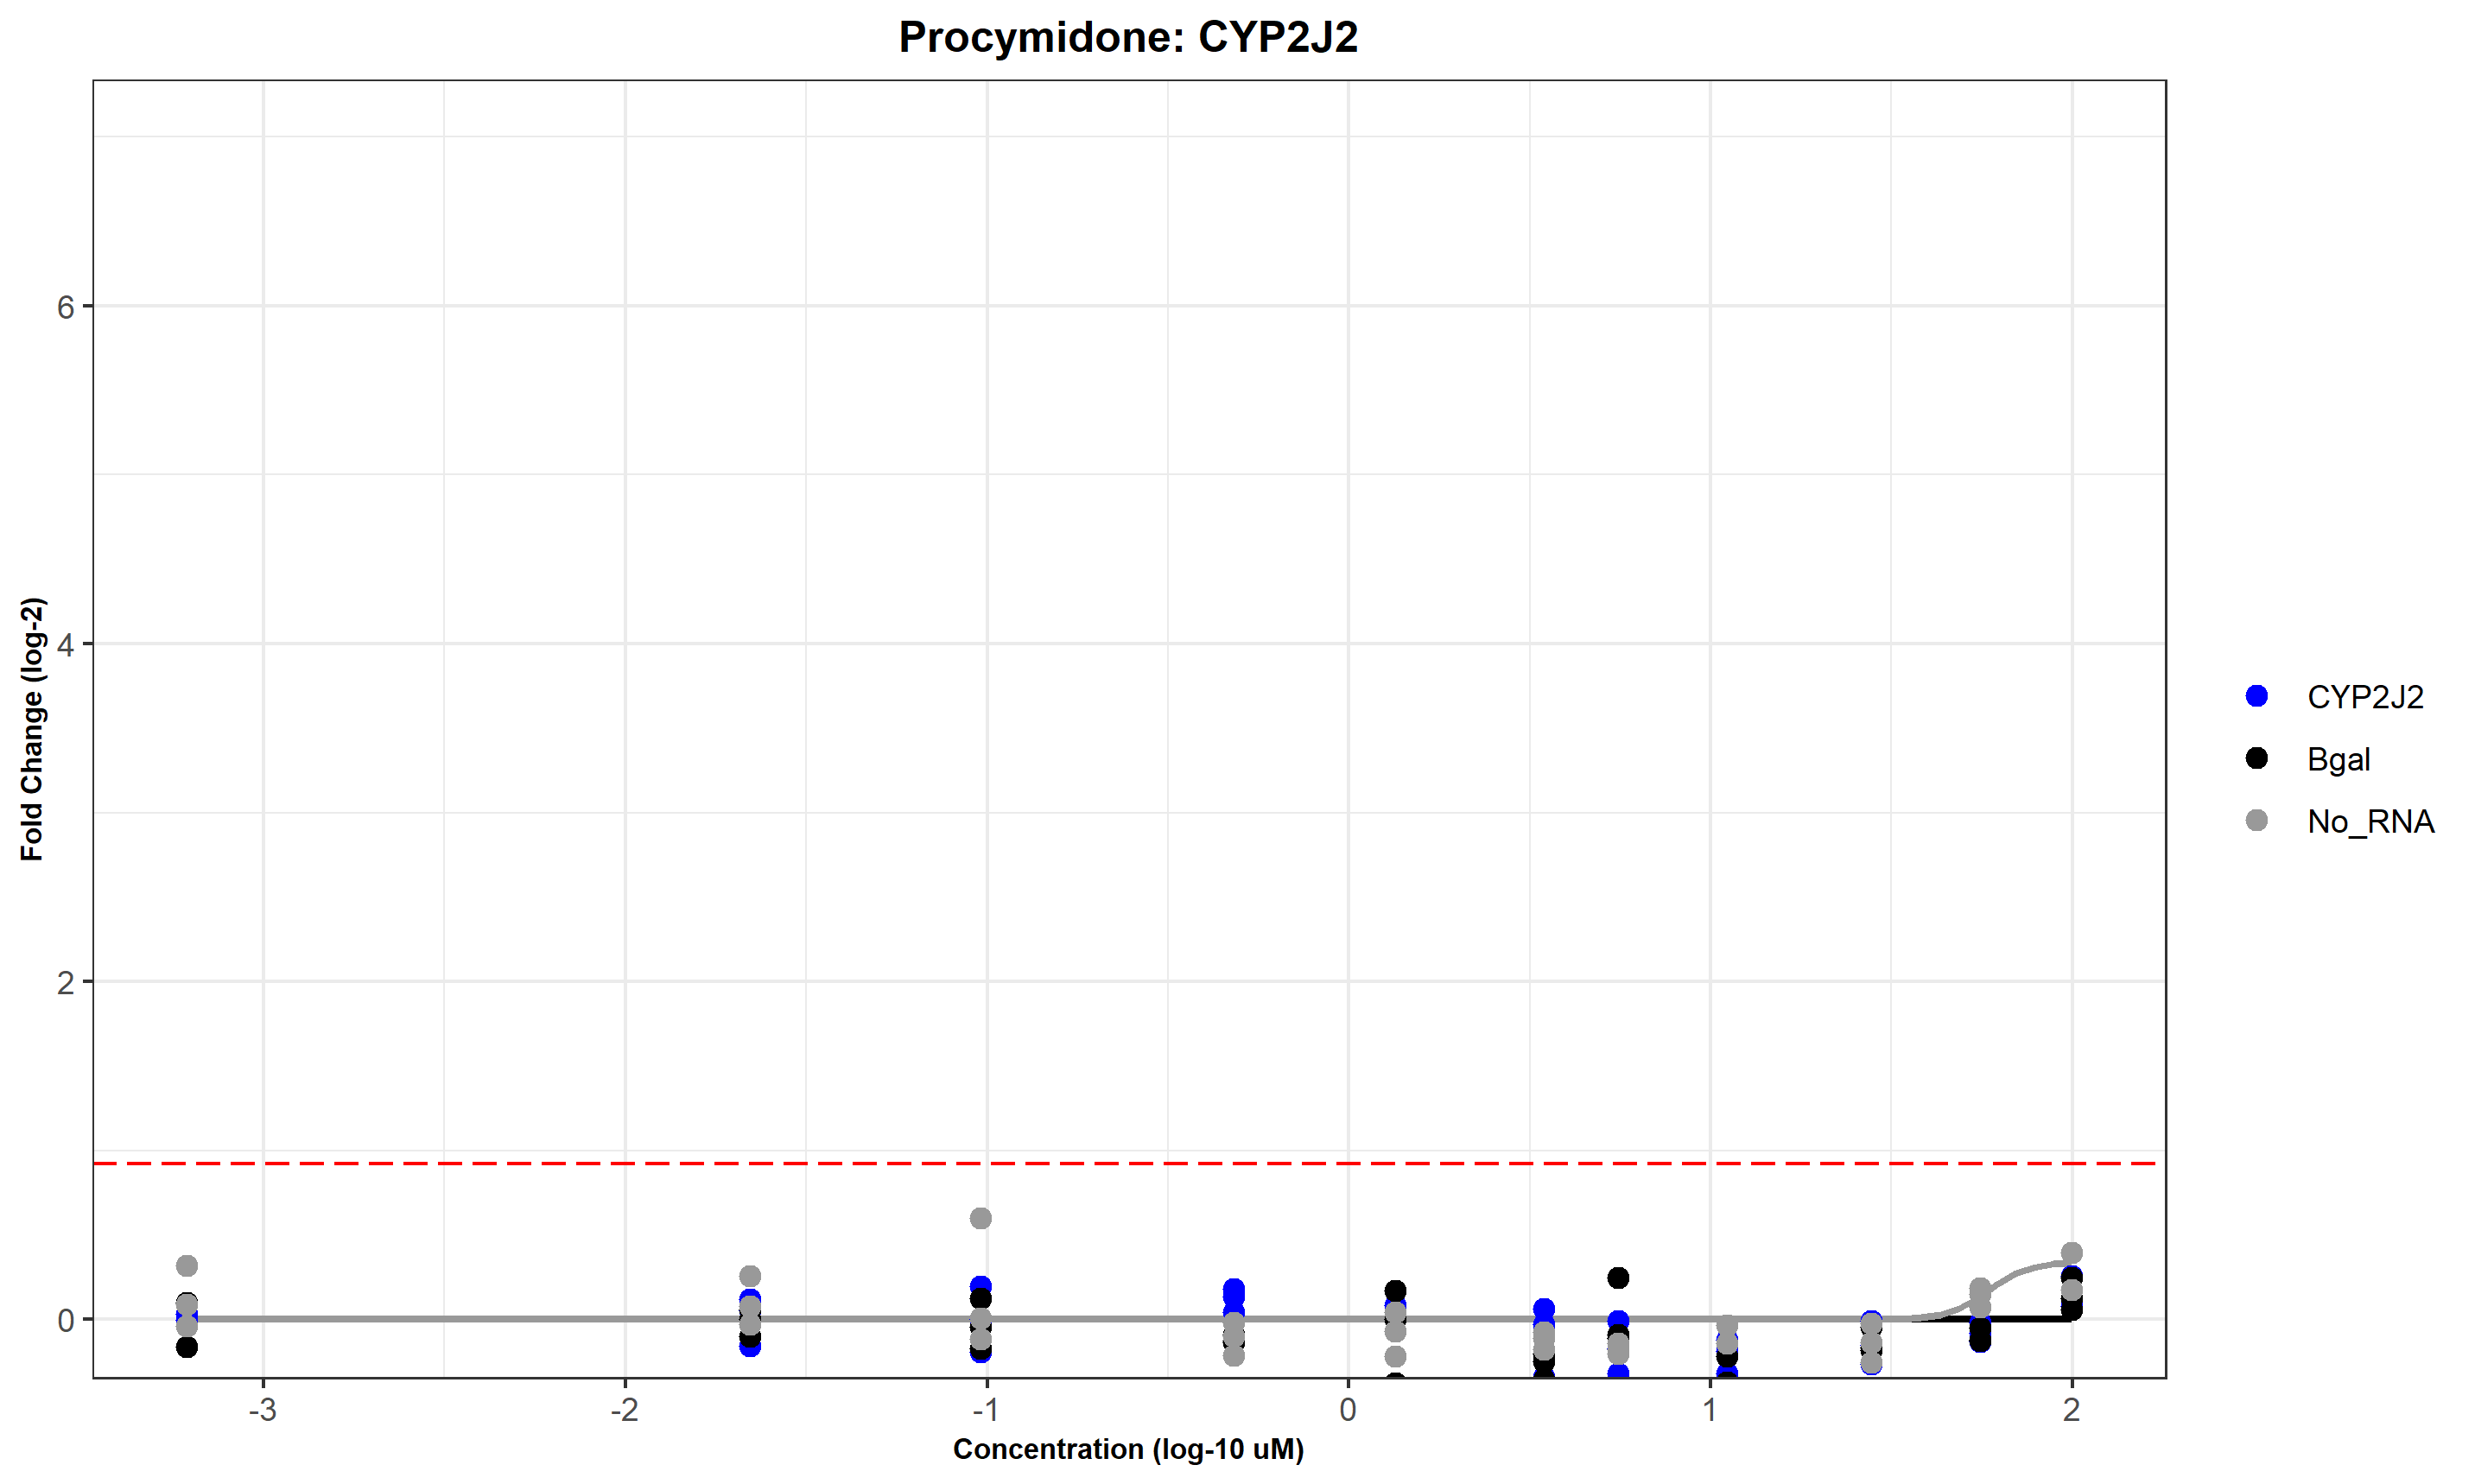 Procymidone: CYP2J2
Fold Change (log-2)
6
4
2
0
-3
-2
-1
0
1
2
Concentration (log-10 uM)
CYP2J2
Bgal
No_RNA